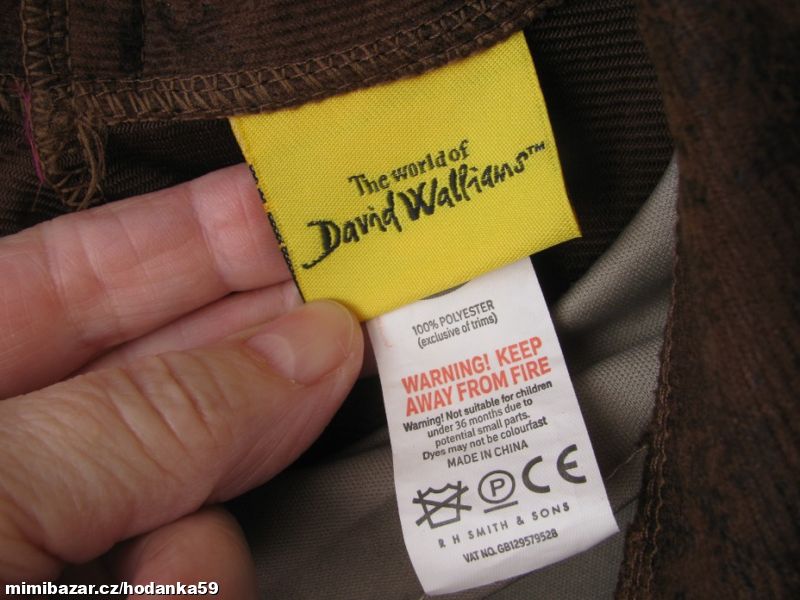 The world of
David Walliams™
100% POLYESTER
(exclusive of trims)
WARNING! KEEP
AWAY FROM FIRE
Warning! Not suitable for children
under 36 months due to
potential small parts.
Dyes may not be colourfast
MADE IN CHINA
P CE
R H SMITH & SONS
VAT NO. GB129579528
mimibazar.cz/hodanka59